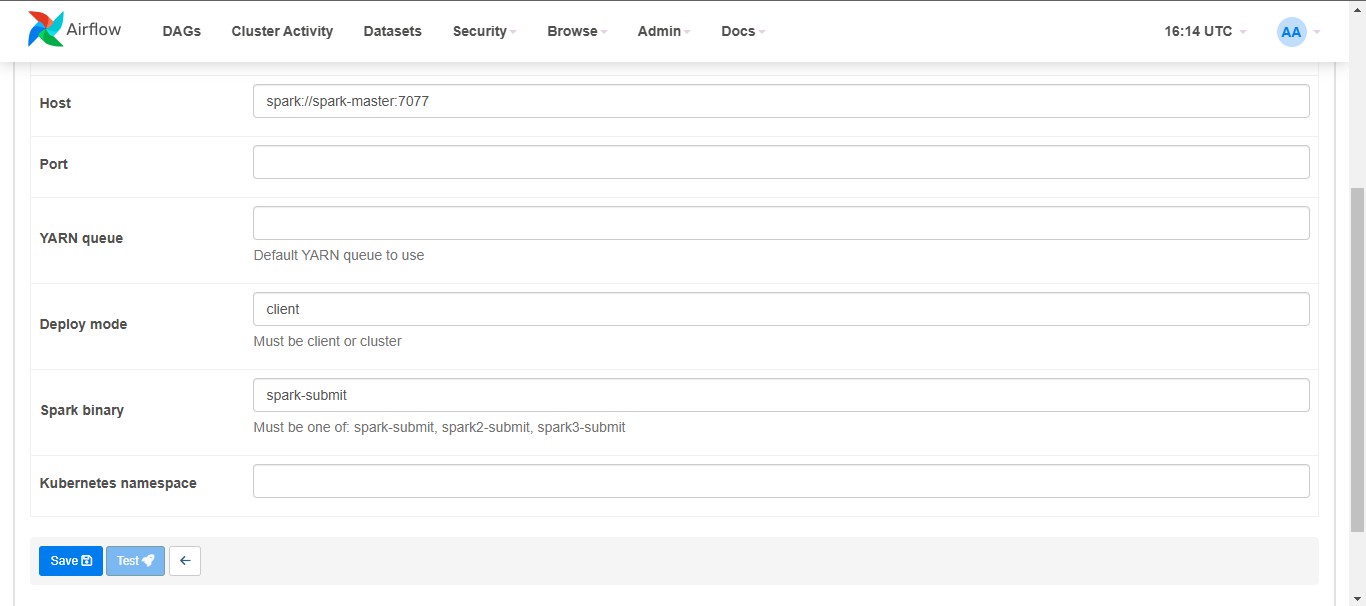 Airflow DAGs Cluster Activity Datasets Security Browse Admin Docs 16:14 UTC AA
Host spark://spark-master:7077
Port
YARN queue
Default YARN queue to use
Deploy mode client
Must be client or cluster
Spark binary spark-submit
Must be one of: spark-submit, spark2-submit, spark3-submit
Kubernetes namespace
Save Test